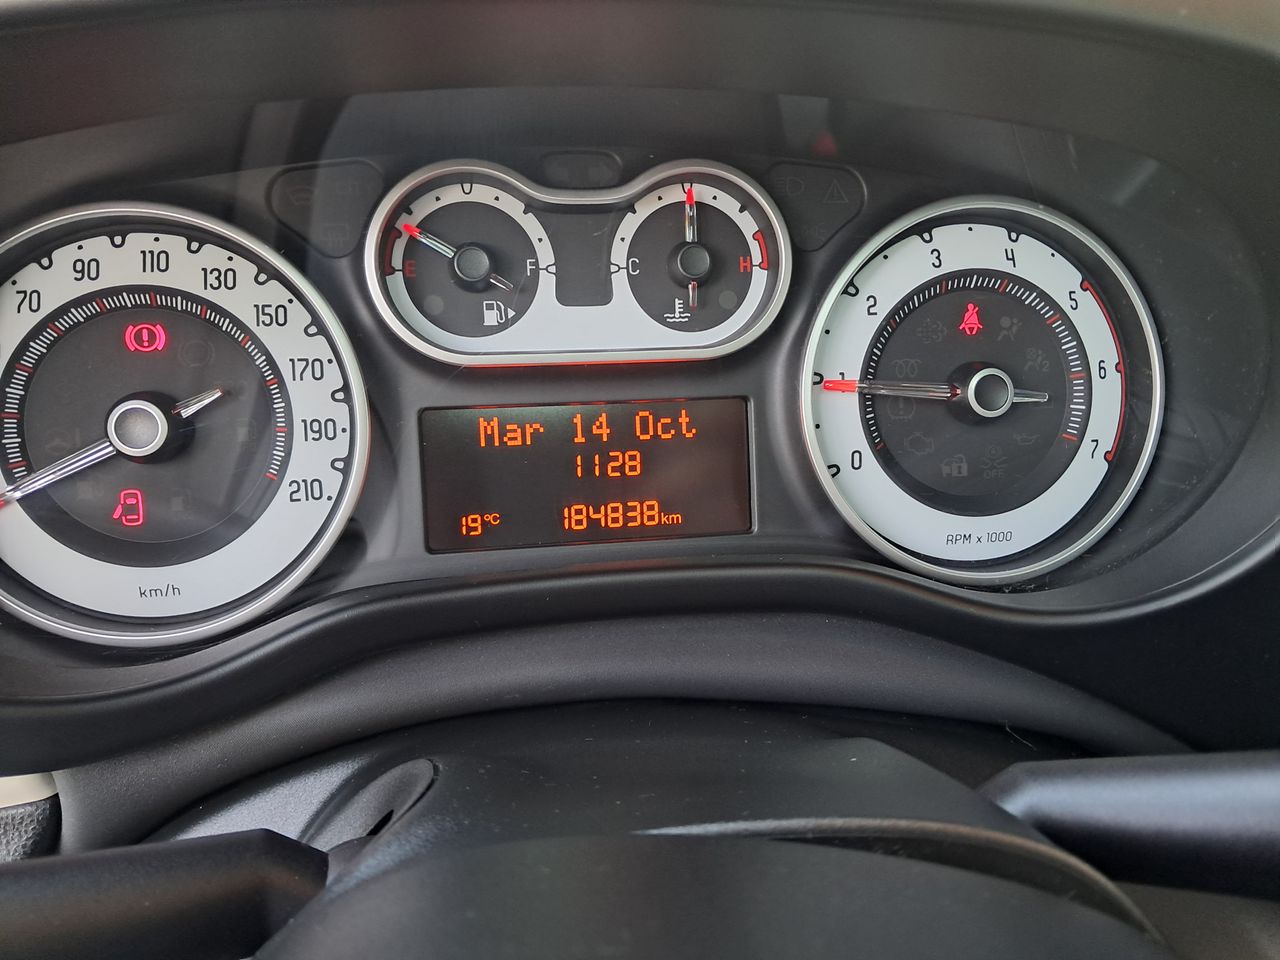 70 90 110 130 150 170 190 210
km/h
E F
C H
Mar 14 Oct
1128
19°C 184838km
0 1 2 3 4 5 6 7
OFF
2
RPM x 1000